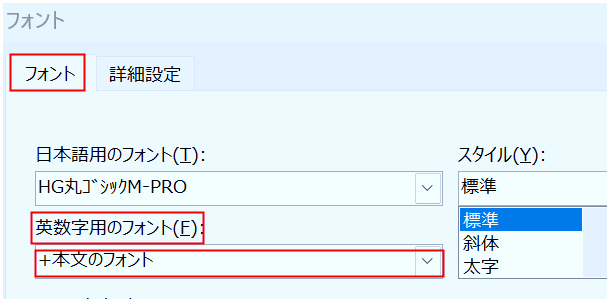 フォント
フォント 詳細設定
日本語用のフォント(T): スタイル(Y):
HG丸ｺﾞｼｯｸM-PRO 標準
英数字用のフォント(F): 標準
斜体
+本文のフォント 太字